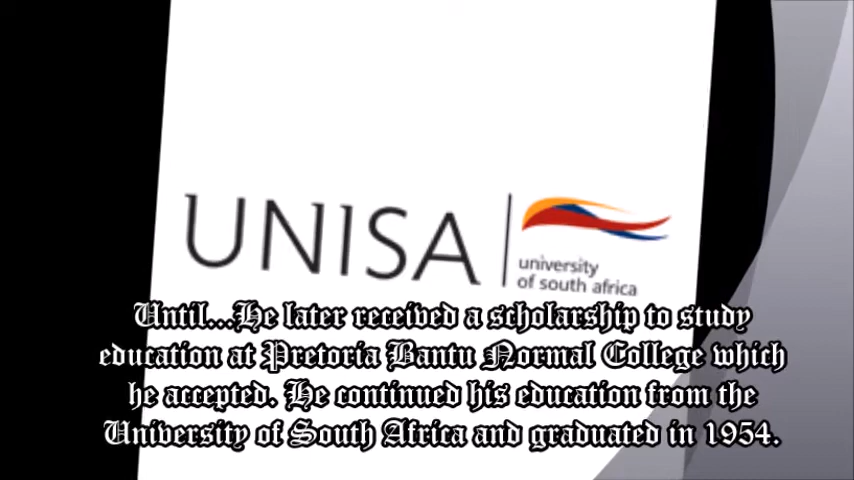 UNISA
university
of south africa
Until...He later received a scholarship to study
education at Pretoria Bantu Normal College which
he accepted. He continued his education from the
University of South Africa and graduated in 1954.